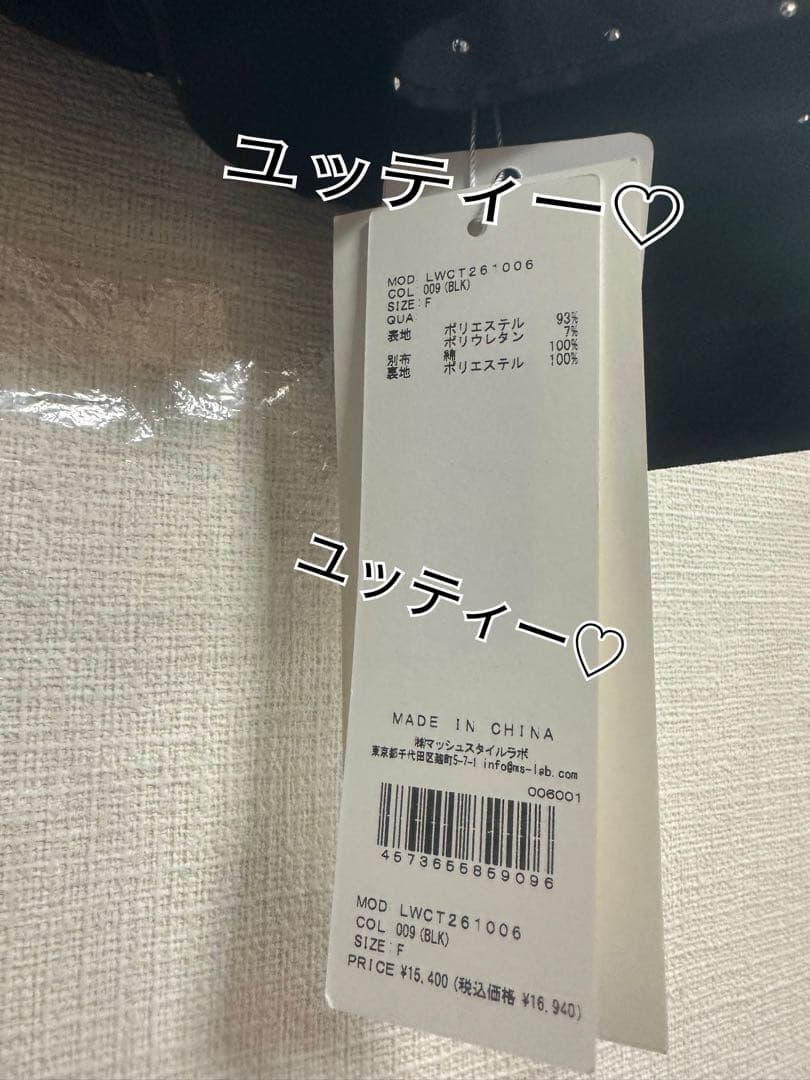 ユッティー♡
MOD LWCT261006
COL 009(BLK)
SIZE:F
QUA
表地 ポリエステル 93%
ポリウレタン 7%
別布 綿 100%
裏地 ポリエステル 100%
ユッティー♡
MADE IN CHINA
㈱マッシュスタイルラボ
東京都千代田区麹町5-7-1 info@ms-lab.com
006001
4573655859096
MOD LWCT261006
COL 009(BLK)
SIZE:F
PRICE ¥15,400 (税込価格 ¥16,940)